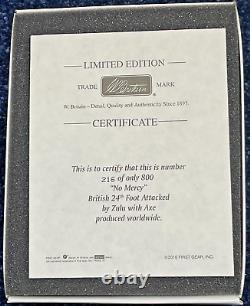 LIMITED EDITION
TRADE W. Britain MARK
W. Britain – Detail, Quality and Authenticity Since 1893.
CERTIFICATE
This is to certify that this is number
216 of only 800
"No Mercy"
British 24th Foot Attacked
by Zulu with Axe
produced worldwide.
©2016 FIRST GEAR, INC.